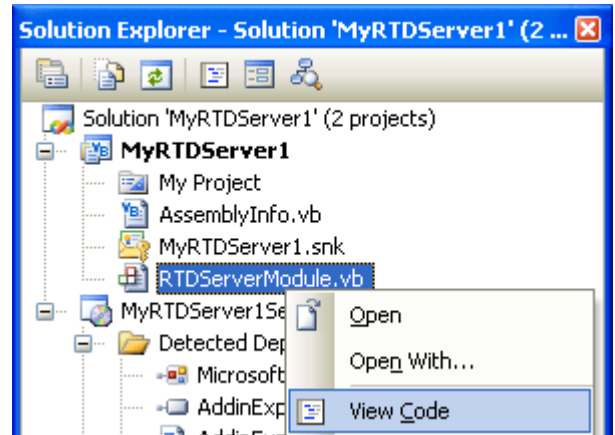 Solution Explorer - Solution 'MyRTDServer1' (2 ...
Solution 'MyRTDServer1' (2 projects)
MyRTDServer1
My Project
AssemblyInfo.vb
MyRTDServer1.snk
RTDServerModule.vb
MyRTDServer1Se
Open
Detected Dep
Open With...
Microsoft
AddinExp
View Code